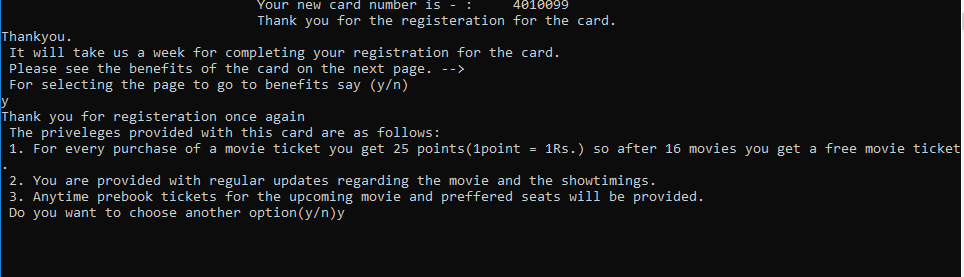 Your new card number is - : 4010099
Thank you for the registeration for the card.
Thankyou.
It will take us a week for completing your registration for the card.
Please see the benefits of the card on the next page. -->
For selecting the page to go to benefits say (y/n)
y
Thank you for registeration once again
The priveleges provided with this card are as follows:
1. For every purchase of a movie ticket you get 25 points(1point = 1Rs.) so after 16 movies you get a free movie ticket
.
2. You are provided with regular updates regarding the movie and the showtimings.
3. Anytime prebook tickets for the upcoming movie and preffered seats will be provided.
Do you want to choose another option(y/n)y